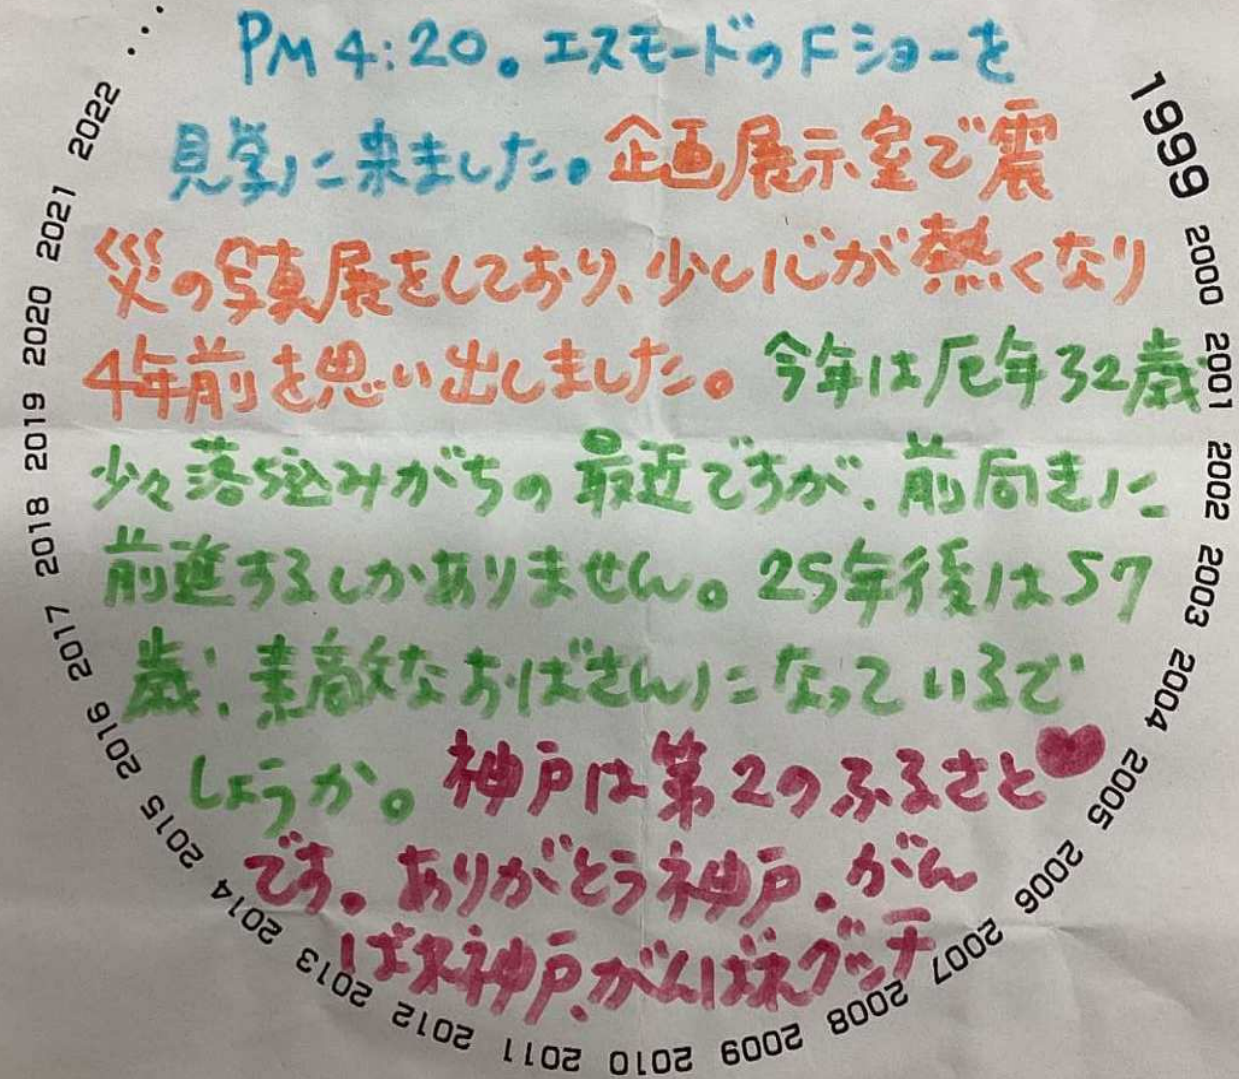 PM 4:20。エスモードのFショーを
見学に来ました。企画展示室で震
災の写真展をしており、少し心が熱くなり
4年前を思い出しました。今年は厄年32歳
少々落ち込みがちの最近ですが、前向きに
前進するしかありません。25年後は57
歳!素敵なおばさんになっているで
しょうか。神戸は第2のふるさと♥
です。ありがとう神戸。がん
ばれ神戸。がんばれグッチ
1999
2000
2001
2002
2003
2004
2005
2006
2007
2008
2009
2010
2011
2012
2013
2014
2015
2016
2017
2018
2019
2020
2021
2022
...